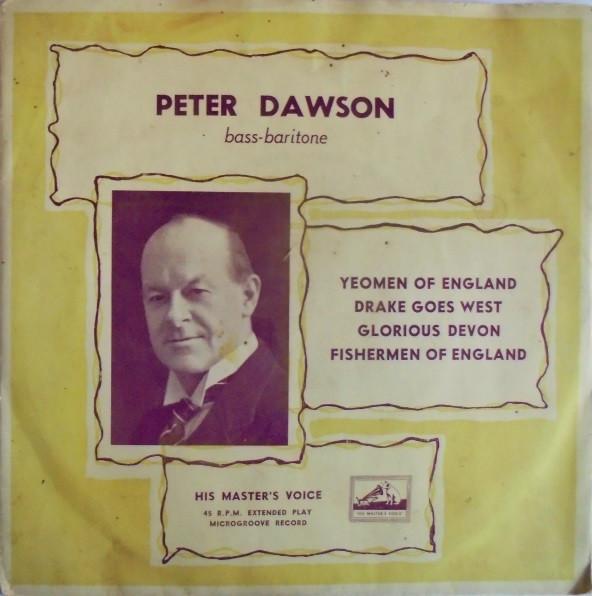 PETER DAWSON
bass-baritone
YEOMEN OF ENGLAND
DRAKE GOES WEST
GLORIOUS DEVON
FISHERMEN OF ENGLAND
HIS MASTER'S VOICE
45 R.P.M. EXTENDED PLAY
MICROGROOVE RECORD
"HIS MASTER'S VOICE"